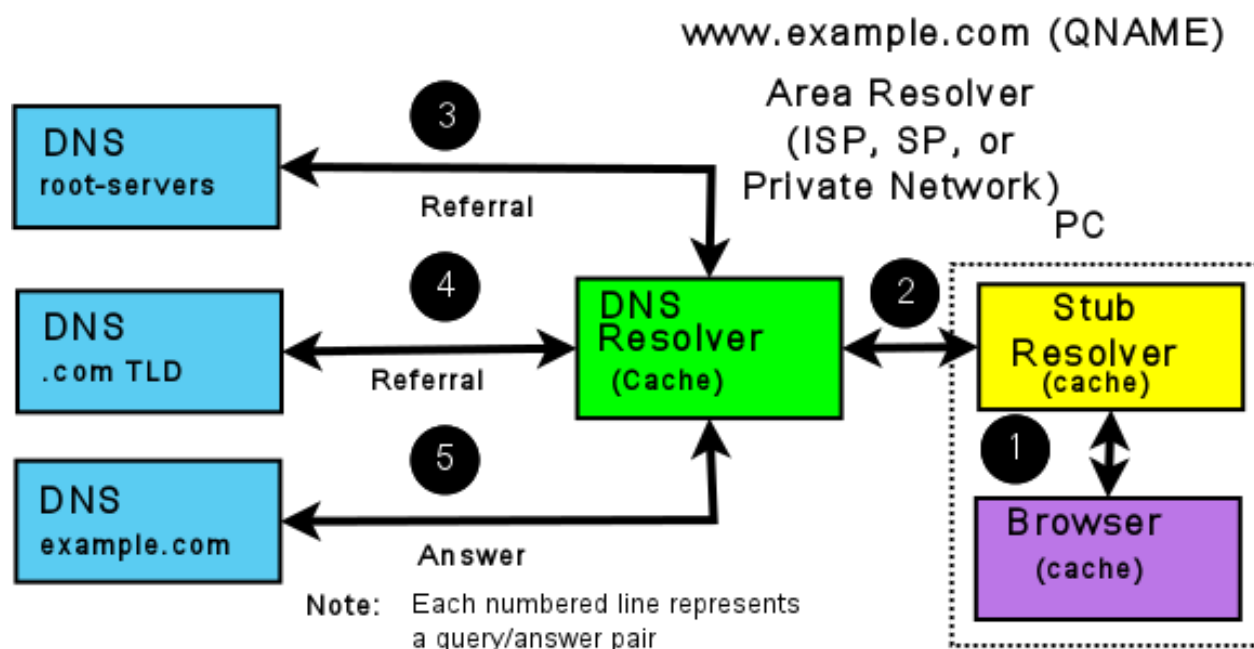 www.example.com (QNAME)
Area Resolver
(ISP, SP, or
Private Network)
PC
3
DNS
root-servers
Referral
4
DNS
.com TLD
Referral
DNS
Resolver
(Cache)
2
Stub
Resolver
(cache)
1
5
DNS
example.com
Answer
Browser
(cache)
Note: Each numbered line represents
a query/answer pair